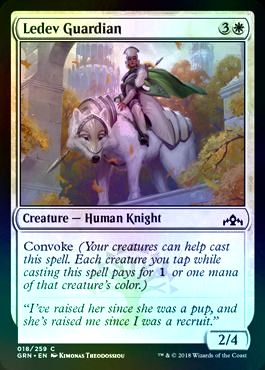 Ledev Guardian 3
Creature — Human Knight
Convoke (Your creatures can help cast
this spell. Each creature you tap while
casting this spell pays for 1 or one mana
of that creature's color.)
"I've raised her since she was a pup, and
she's raised me since I was a recruit."
2/4
018/259 C
GRN • EN KIMONAS THEODOSSIOU
™ & © 2018 Wizards of the Coast